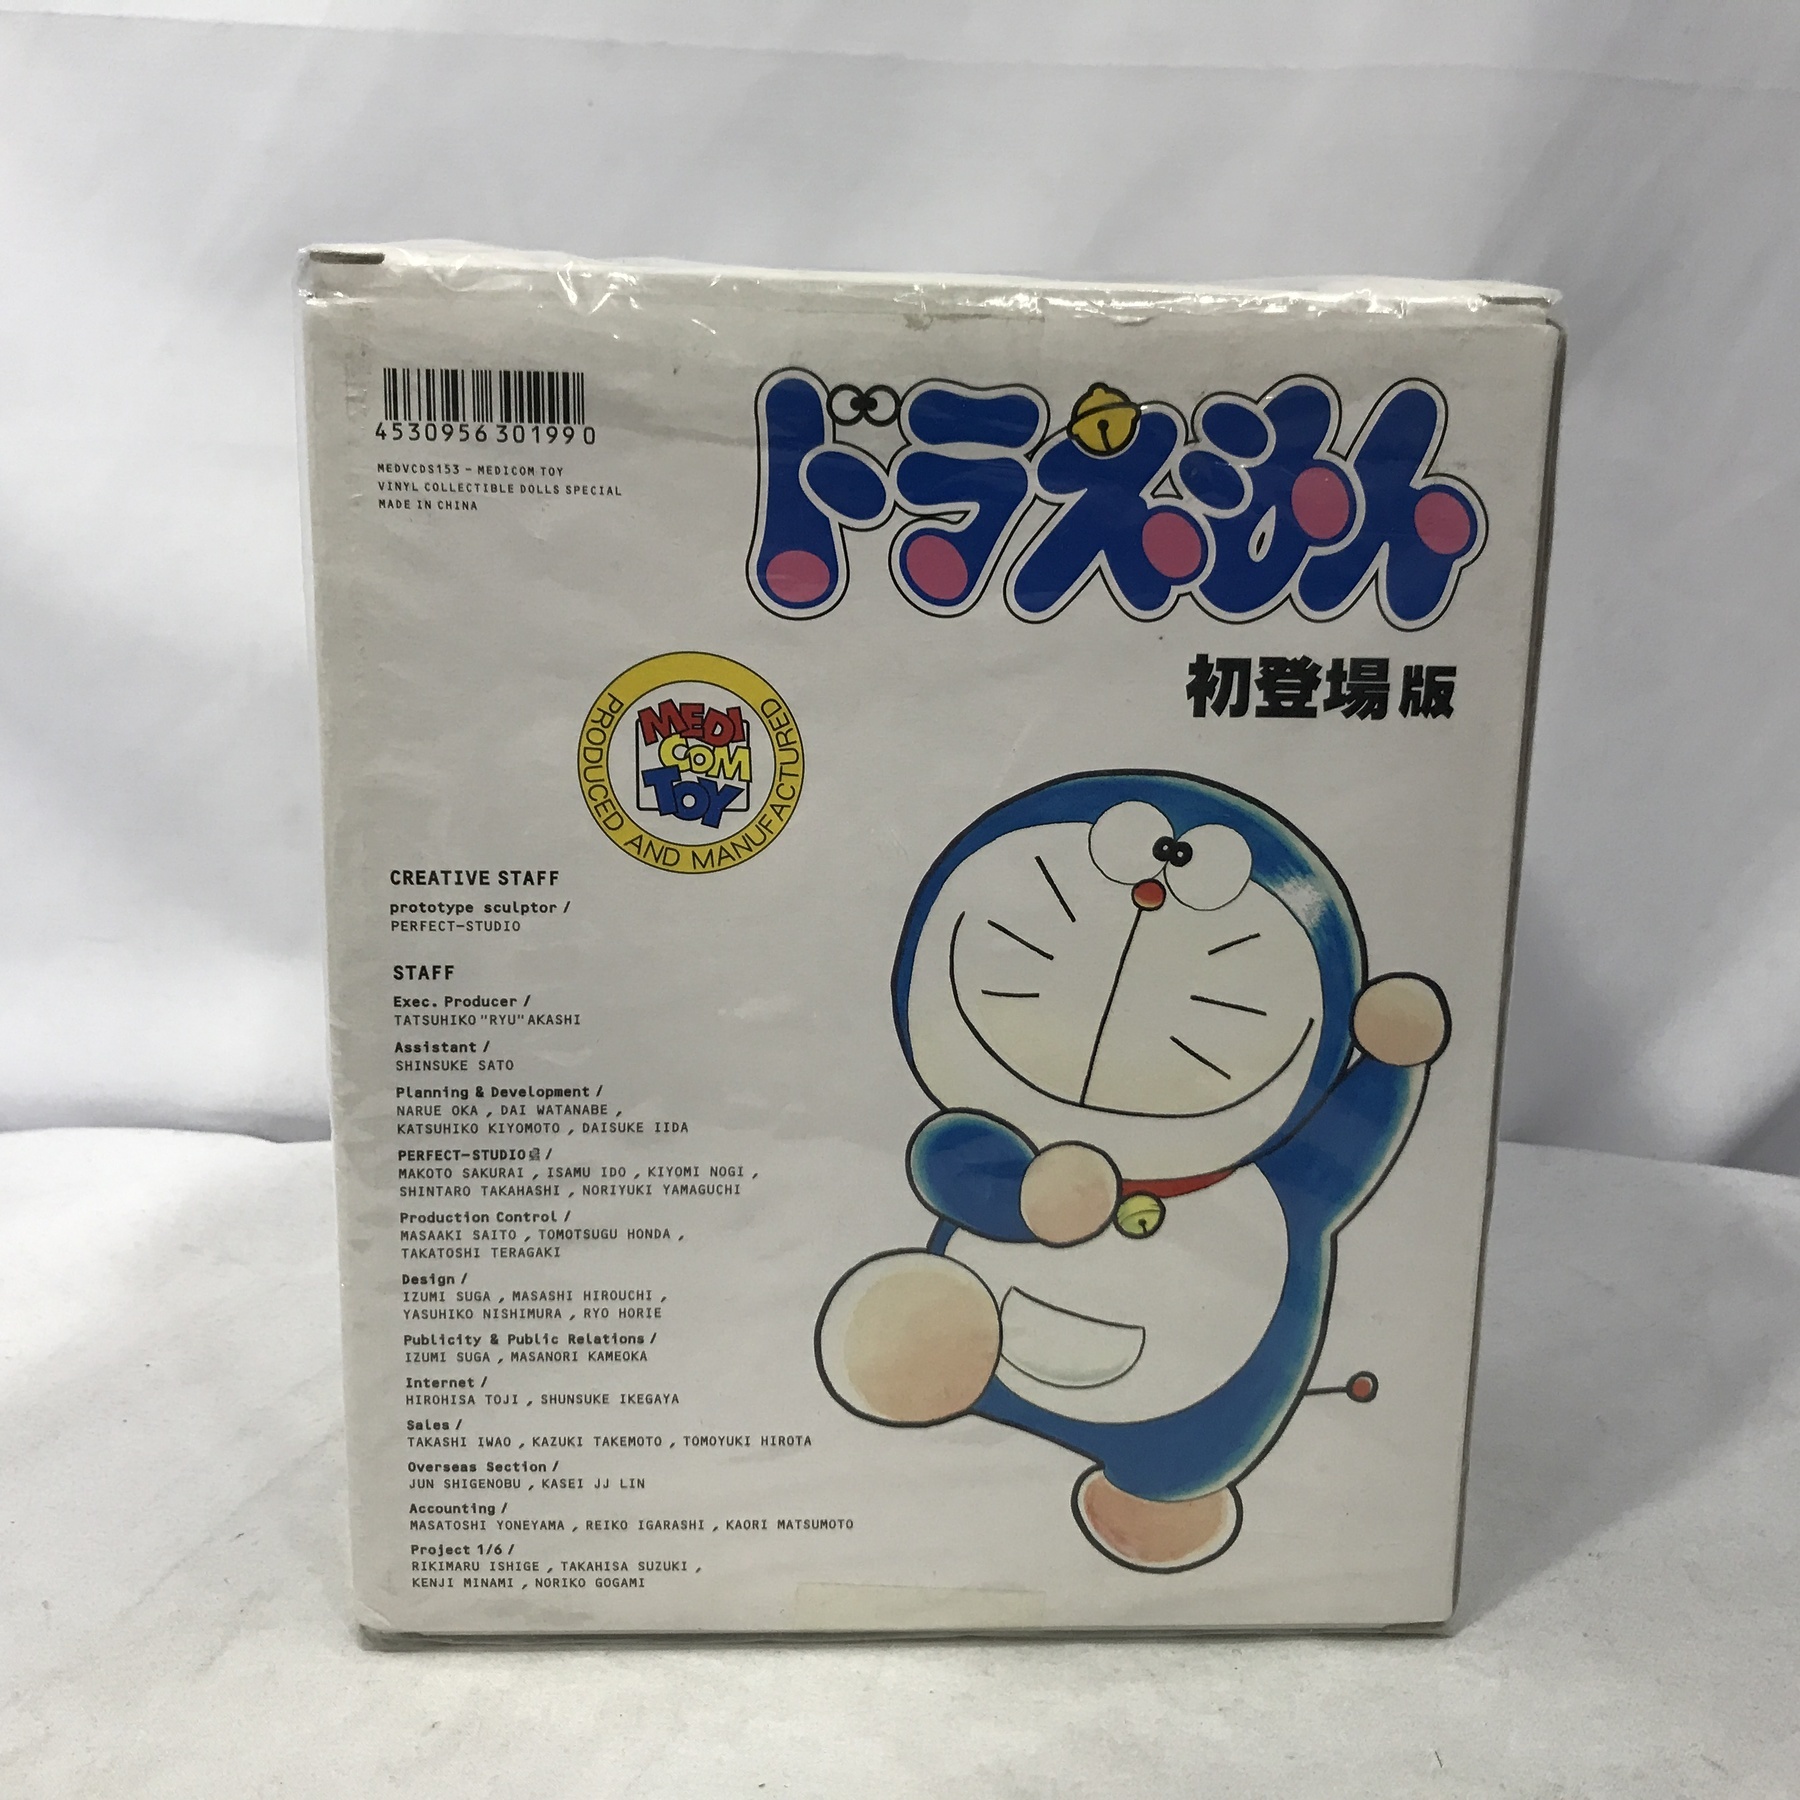 4530956301990
MEDVCDS153 - MEDICOM TOY
VINYL COLLECTIBLE DOLLS SPECIAL
MADE IN CHINA
ドラえもん
初登場版
MEDI
COM
TOY
PRODUCED AND MANUFACTURED
CREATIVE STAFF
prototype sculptor /
PERFECT-STUDIO
STAFF
Exec. Producer /
TATSUHIKO "RYU" AKASHI
Assistant /
SHINSUKE SATO
Planning & Development /
NARUE OKA , DAI WATANABE ,
KATSUHIKO KIYOMOTO , DAISUKE IIDA
PERFECT-STUDIO /
MAKOTO SAKURAI , ISAMU IDO , KIYOMI NOGI ,
SHINTARO TAKAHASHI , NORIYUKI YAMAGUCHI
Production Control /
MASAAKI SAITO , TOMOTSUGU HONDA ,
TAKATOSHI TERAGAKI
Design /
IZUMI SUGA , MASASHI HIROUCHI ,
YASUHIKO NISHIMURA , RYO HORIE
Publicity & Public Relations /
IZUMI SUGA , MASANORI KAMEOKA
Internet /
HIROHISA TOJI , SHUNSUKE IKEGAYA
Sales /
TAKASHI IWAO , KAZUKI TAKEMOTO , TOMOYUKI HIROTA
Overseas Section /
JUN SHIGENOBU , KASEI JJ LIN
Accounting /
MASATOSHI YONEYAMA , REIKO IGARASHI , KAORI MATSUMOTO
Project 1/6 /
RIKIMARU ISHIGE , TAKAHISA SUZUKI ,
KENJI MINAMI , NORIKO GOGAMI